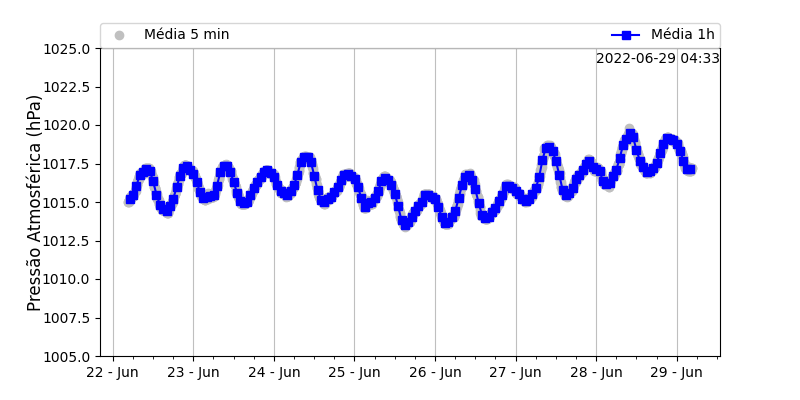 Média 5 min
Média 1h
2022-06-29 04:33
Pressão Atmosférica (hPa)
1025.0
1022.5
1020.0
1017.5
1015.0
1012.5
1010.0
1007.5
1005.0
22 - Jun
23 - Jun
24 - Jun
25 - Jun
26 - Jun
27 - Jun
28 - Jun
29 - Jun